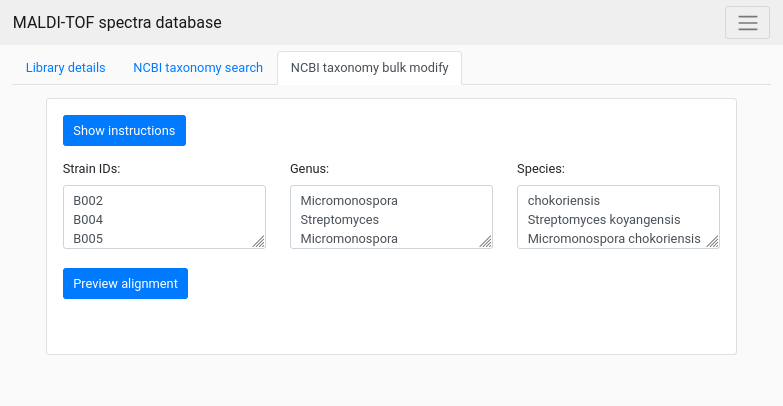 MALDI-TOF spectra database
Library details
NCBI taxonomy search
NCBI taxonomy bulk modify
Show instructions
Strain IDs:
Genus:
Species:
B002
B004
B005
Micromonospora
Streptomyces
Micromonospora
chokoriensis
Streptomyces koyangensis
Micromonospora chokoriensis
Preview alignment